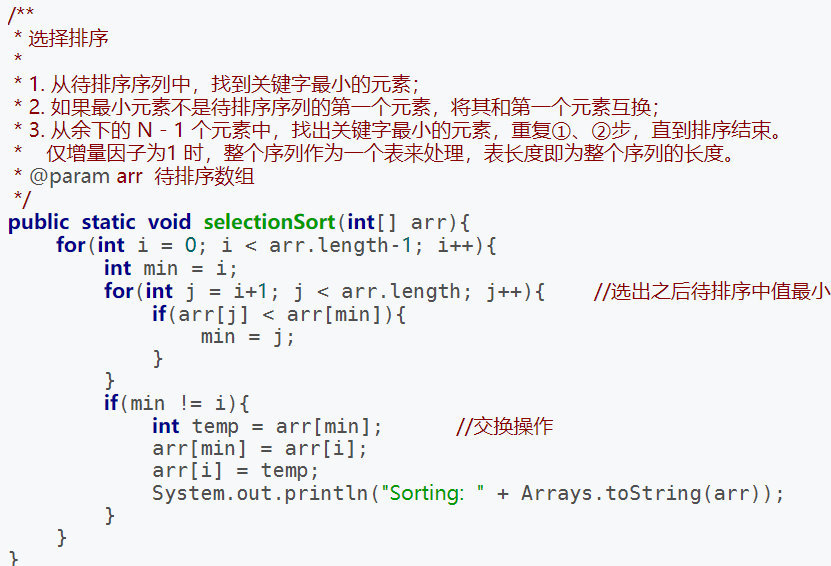 /**
 * 选择排序
 *
 * 1. 从待排序序列中，找到关键字最小的元素；
 * 2. 如果最小元素不是待排序序列的第一个元素，将其和第一个元素互换；
 * 3. 从余下的 N - 1 个元素中，找出关键字最小的元素，重复①、②步，直到排序结束。
 *    仅增量因子为1 时，整个序列作为一个表来处理，表长度即为整个序列的长度。
 * @param arr  待排序数组
 */
public static void selectionSort(int[] arr){
    for(int i = 0; i < arr.length-1; i++){
        int min = i;
        for(int j = i+1; j < arr.length; j++){    //选出之后待排序中值最小
            if(arr[j] < arr[min]){
                min = j;
            }
        }
        if(min != i){
            int temp = arr[min];      //交换操作
            arr[min] = arr[i];
            arr[i] = temp;
            System.out.println("Sorting: " + Arrays.toString(arr));
        }
    }
}